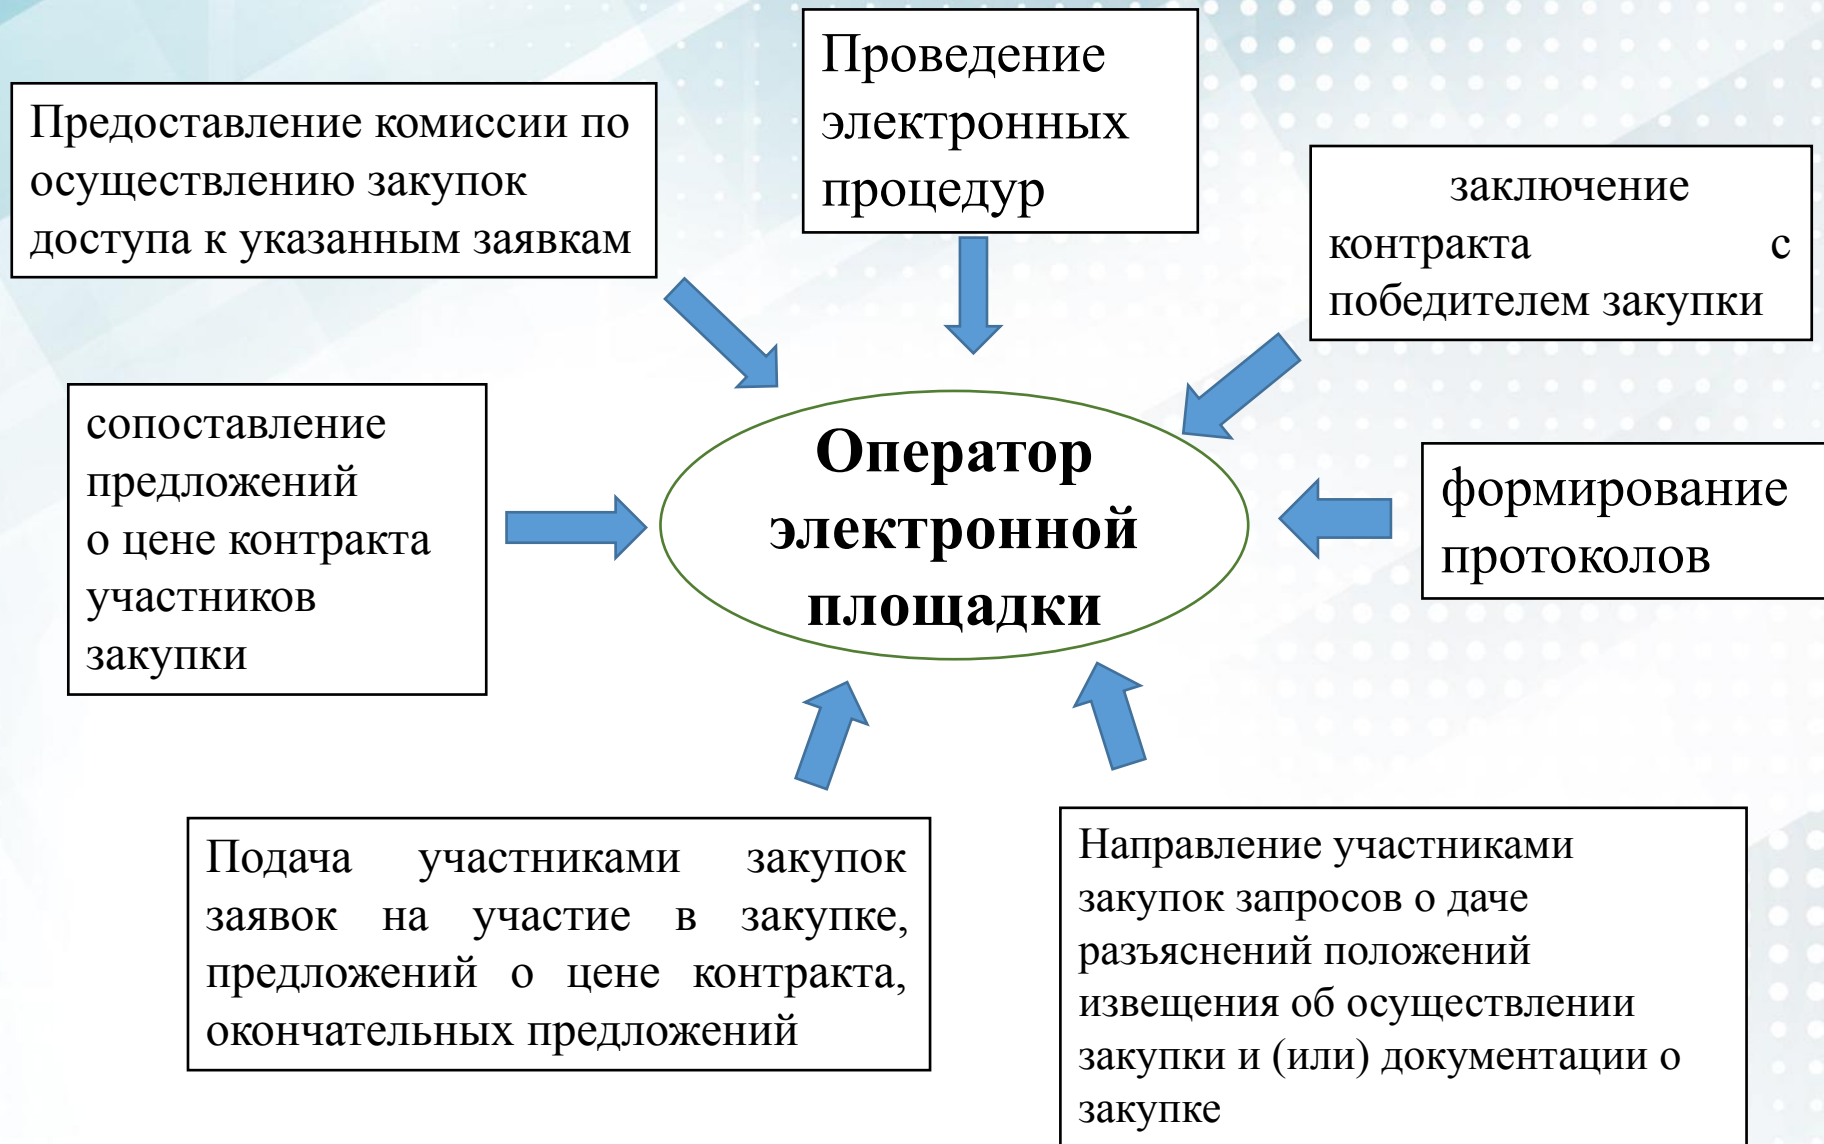 Проведение
электронных
процедур
Предоставление комиссии по
осуществлению закупок
доступа к указанным заявкам
заключение
контракта с
победителем закупки
сопоставление
предложений
о цене контракта
участников
закупки
Оператор
электронной
площадки
формирование
протоколов
Подача участниками закупок
заявок на участие в закупке,
предложений о цене контракта,
окончательных предложений
Направление участниками
закупок запросов о даче
разъяснений положений
извещения об осуществлении
закупки и (или) документации о
закупке